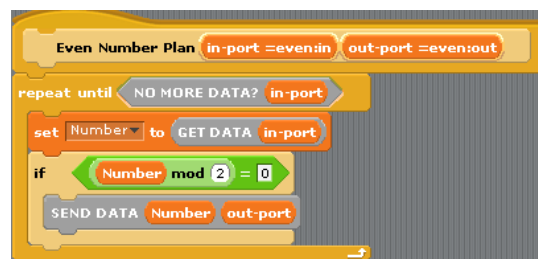 Even Number Plan in-port =even:in out-port =even:out
repeat until NO MORE DATA? in-port
set Number to GET DATA in-port
if Number mod 2 = 0
SEND DATA Number out-port